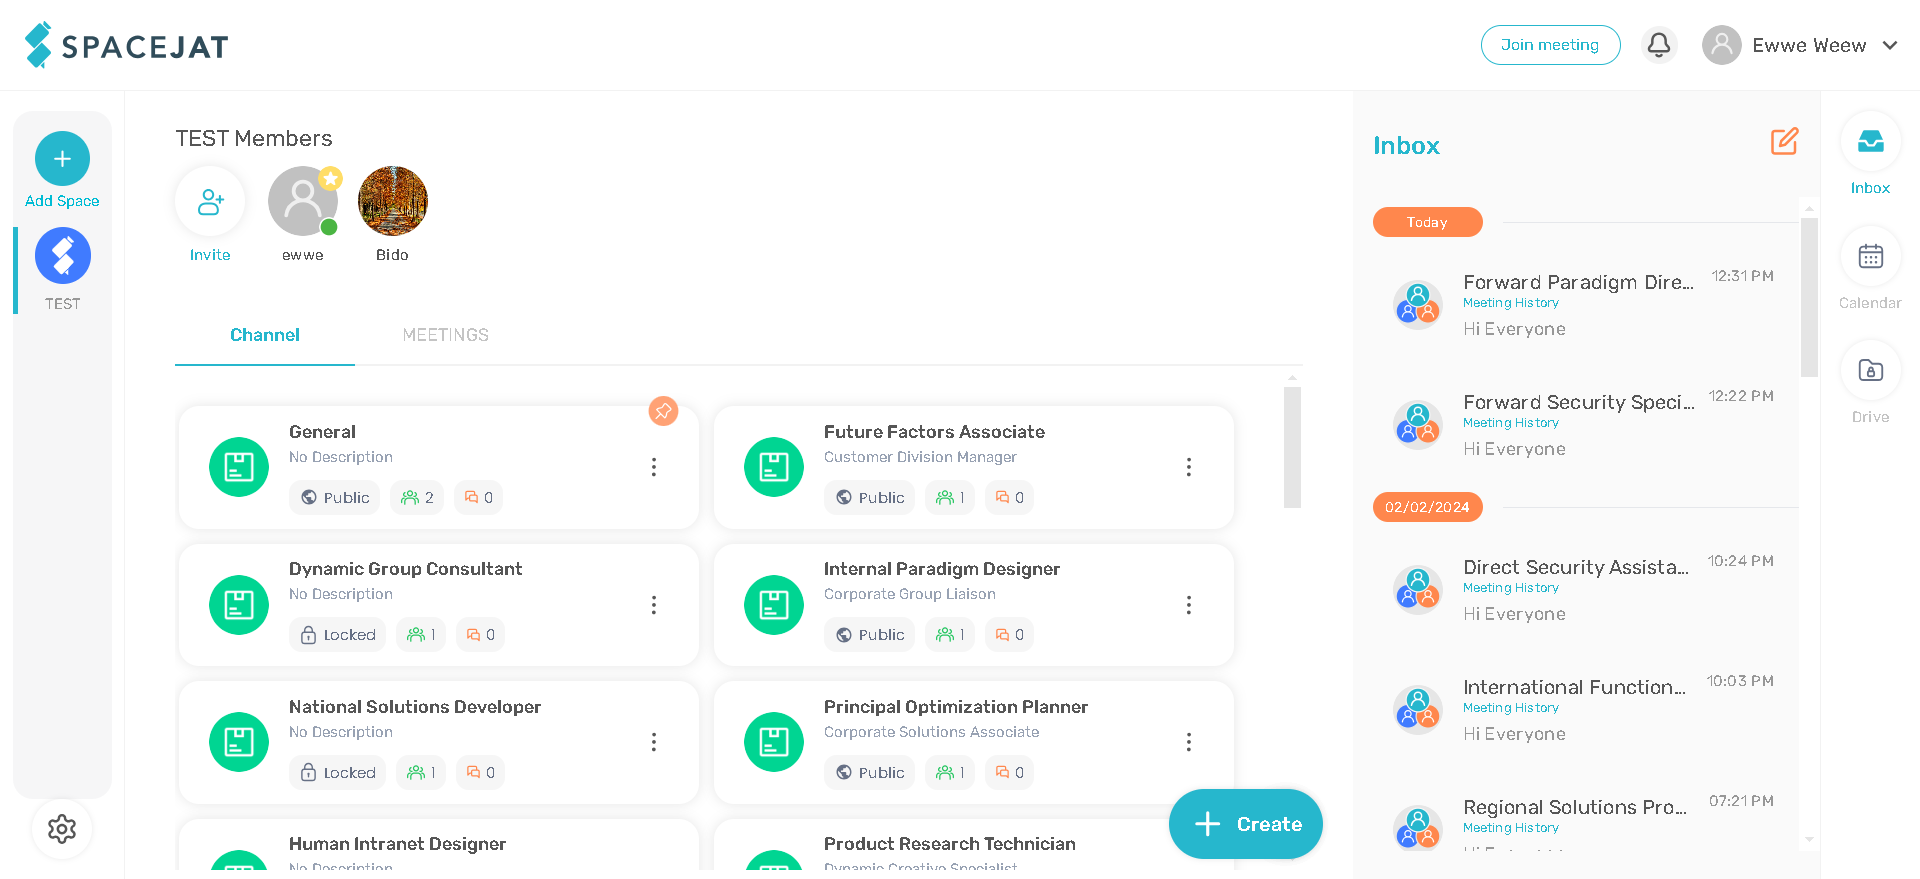 SPACEJAT
Join meeting
Ewwe Weew
Add Space
TEST
TEST Members
Invite
ewwe
Bido
Channel
MEETINGS
General
No Description
Public
2
0
Future Factors Associate
Customer Division Manager
Public
1
0
Dynamic Group Consultant
No Description
Locked
1
0
Internal Paradigm Designer
Corporate Group Liaison
Public
1
0
National Solutions Developer
No Description
Locked
1
0
Principal Optimization Planner
Corporate Solutions Associate
Public
1
0
Human Intranet Designer
No Description
Product Research Technician
Dynamic Creative Specialist
Create
Inbox
Today
Forward Paradigm Dire...
12:31 PM
Meeting History
Hi Everyone
Forward Security Speci...
12:22 PM
Meeting History
Hi Everyone
02/02/2024
Direct Security Assista...
10:24 PM
Meeting History
Hi Everyone
International Function...
10:03 PM
Meeting History
Hi Everyone
Regional Solutions Pro...
07:21 PM
Meeting History
Hi Everyone
Inbox
Calendar
Drive